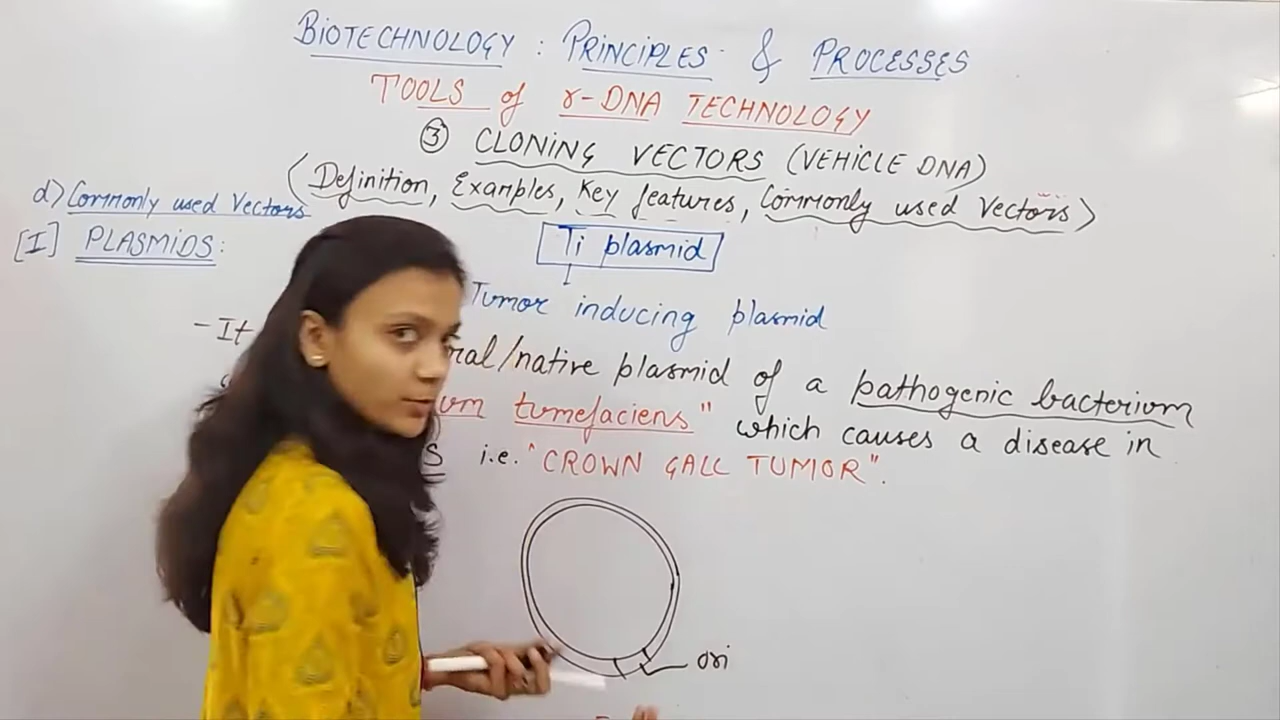 BIOTECHNOLOGY : PRINCIPLES & PROCESSES
TOOLS of r-DNA TECHNOLOGY
③ CLONING VECTORS (VEHICLE DNA)
(Definition, Examples, Key features, Commonly used Vectors)
d) Commonly used Vectors
[I] PLASMIDS:
Ti plasmid
Tumor inducing plasmid
- It ral/native plasmid of a pathogenic bacterium
um tumefaciens" which causes a disease in
S i.e. "CROWN GALL TUMOR".
ori